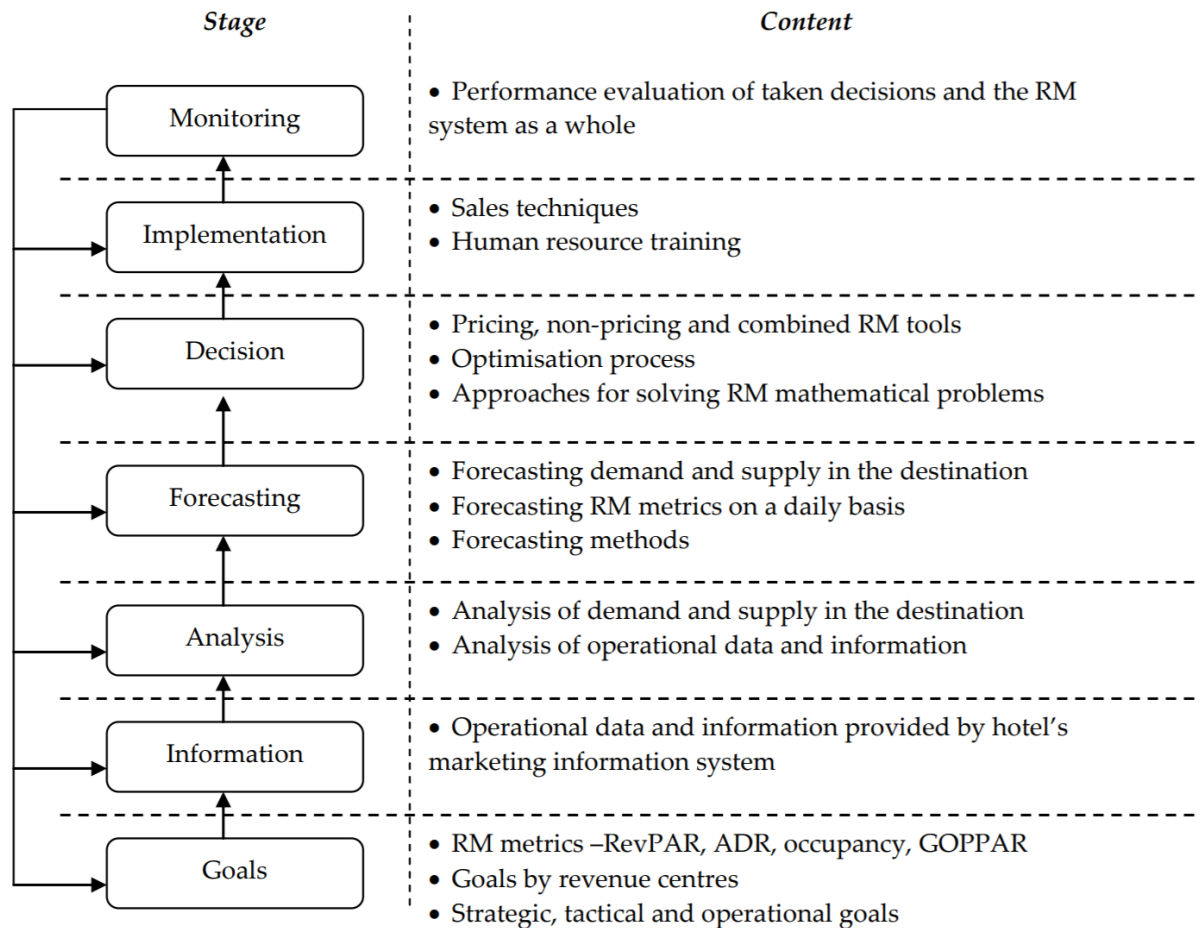 Stage
Content
Monitoring
• Performance evaluation of taken decisions and the RM
system as a whole
Implementation
• Sales techniques
• Human resource training
Decision
• Pricing, non-pricing and combined RM tools
• Optimisation process
• Approaches for solving RM mathematical problems
Forecasting
• Forecasting demand and supply in the destination
• Forecasting RM metrics on a daily basis
• Forecasting methods
Analysis
• Analysis of demand and supply in the destination
• Analysis of operational data and information
Information
• Operational data and information provided by hotel’s
marketing information system
Goals
• RM metrics –RevPAR, ADR, occupancy, GOPPAR
• Goals by revenue centres
• Strategic, tactical and operational goals